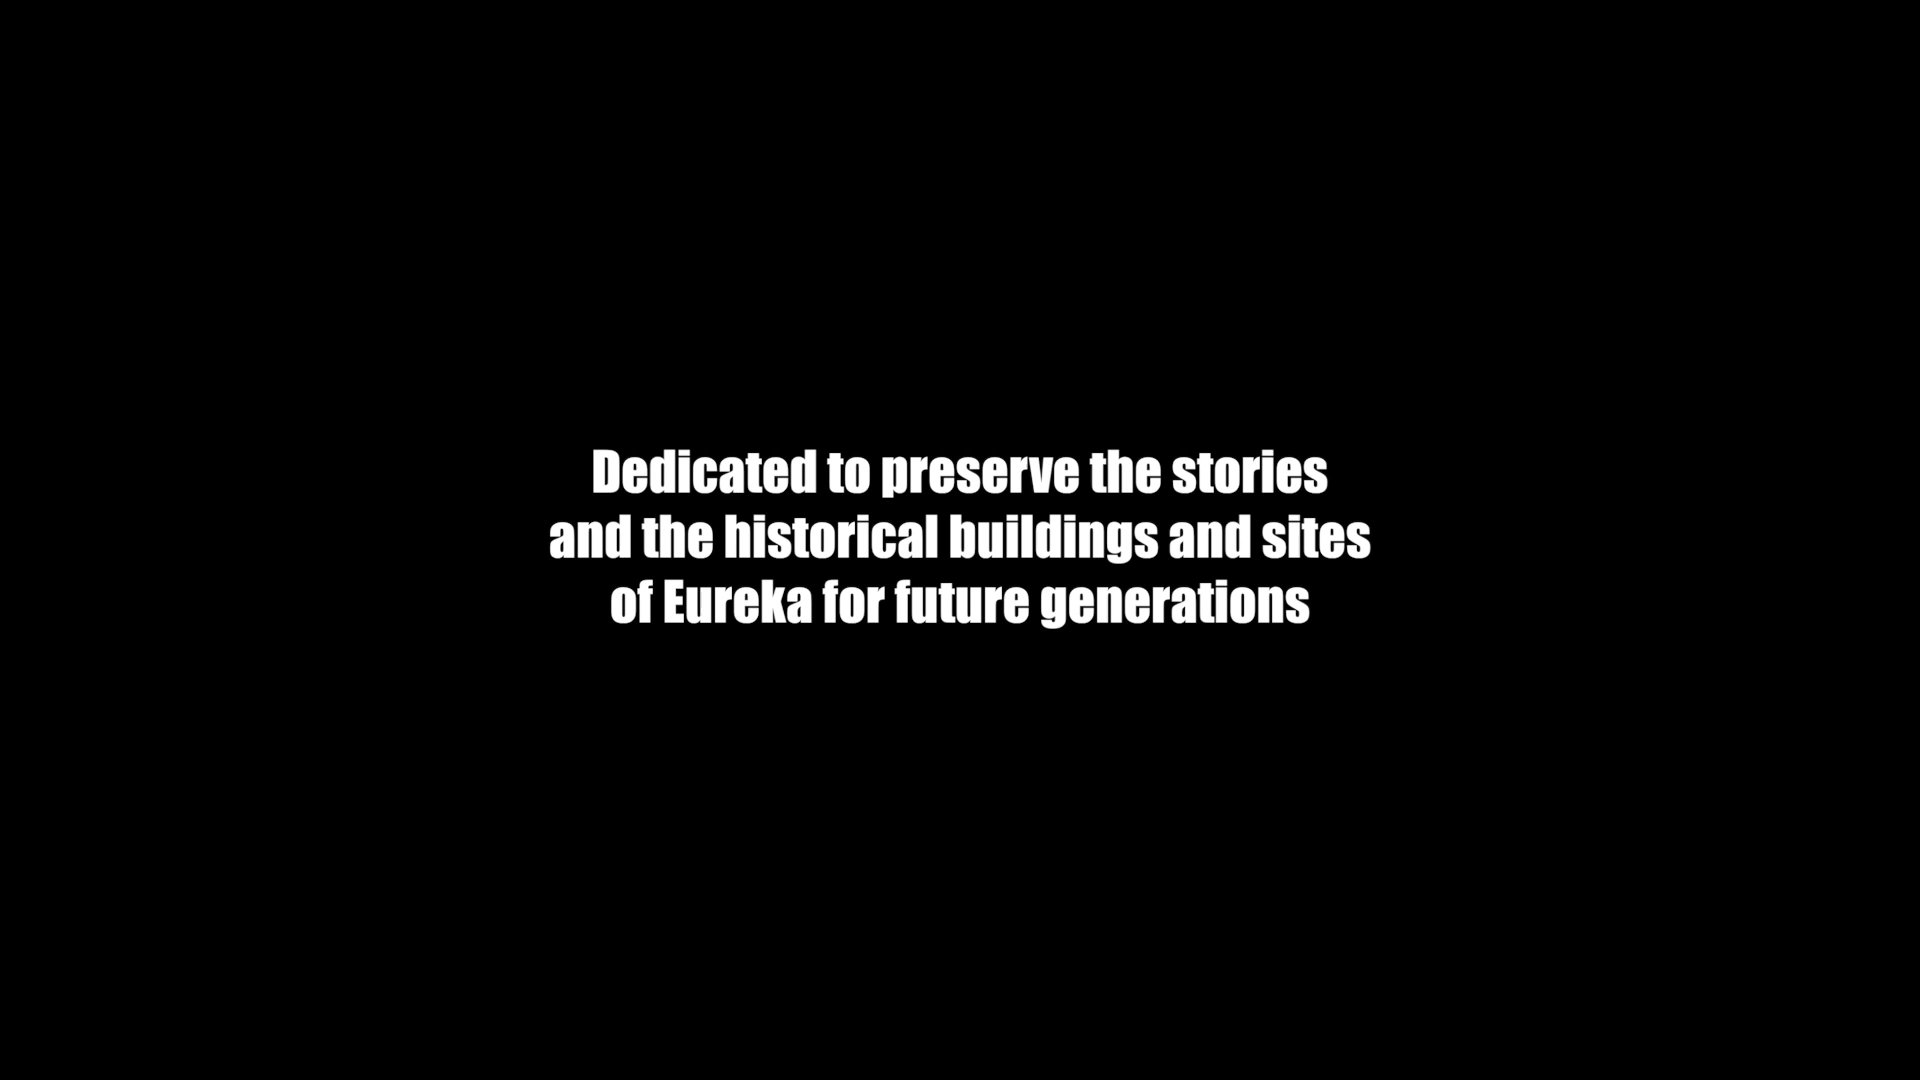 Dedicated to preserve the stories
and the historical buildings and sites
of Eureka for future generations